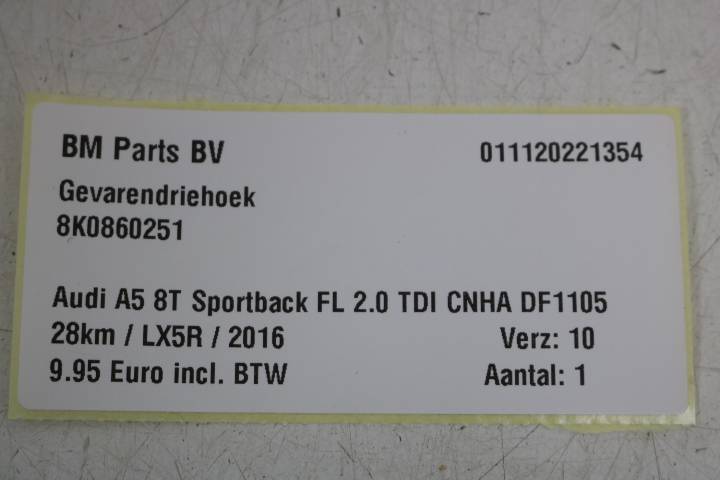 BM Parts BV 011120221354
Gevarendriehoek
8K0860251
Audi A5 8T Sportback FL 2.0 TDI CNHA DF1105
28km / LX5R / 2016 Verz: 10
9.95 Euro incl. BTW Aantal: 1